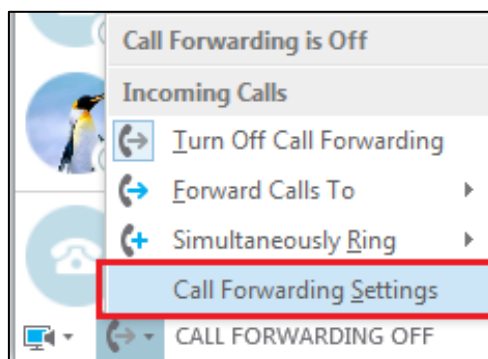 Call Forwarding is Off
Incoming Calls
Turn Off Call Forwarding
Forward Calls To
Simultaneously Ring
Call Forwarding Settings
CALL FORWARDING OFF